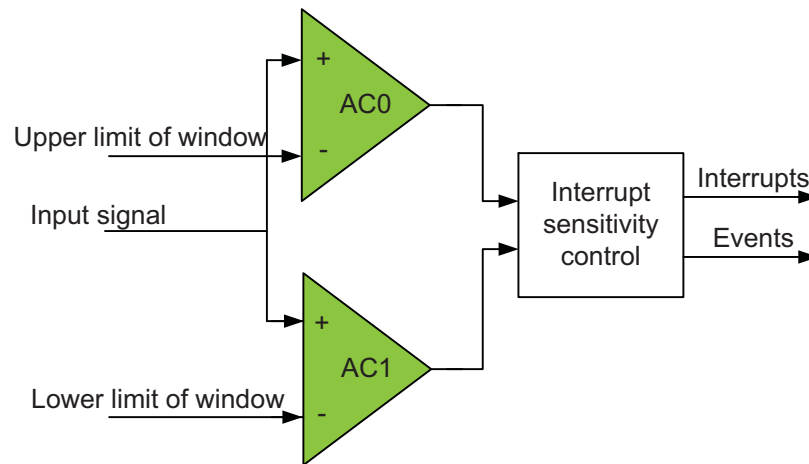 +
AC0
Upper limit of window
-
Input signal
Interrupt
sensitivity
control
Interrupts
Events
+
AC1
Lower limit of window
-